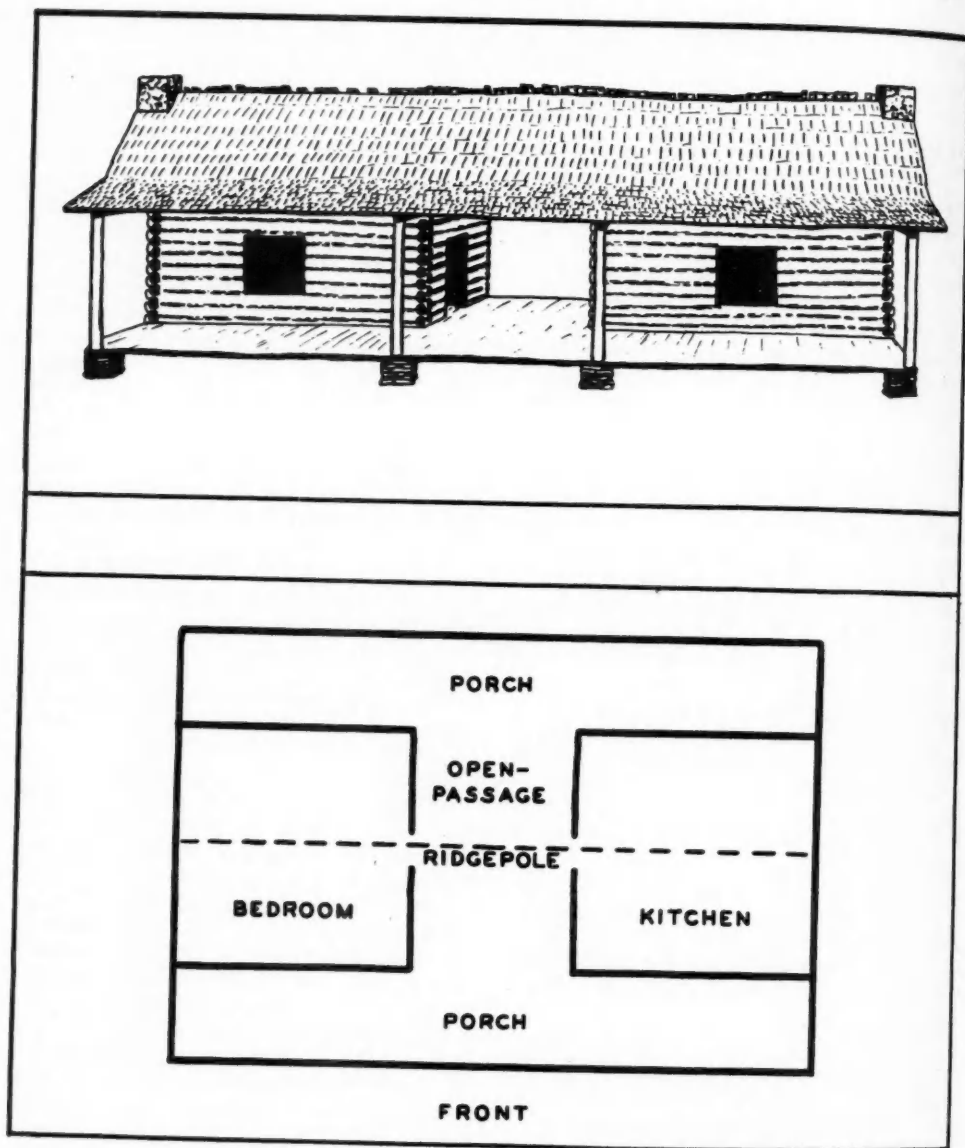 PORCH
OPEN-
PASSAGE
RIDGEPOLE
BEDROOM
KITCHEN
PORCH
FRONT